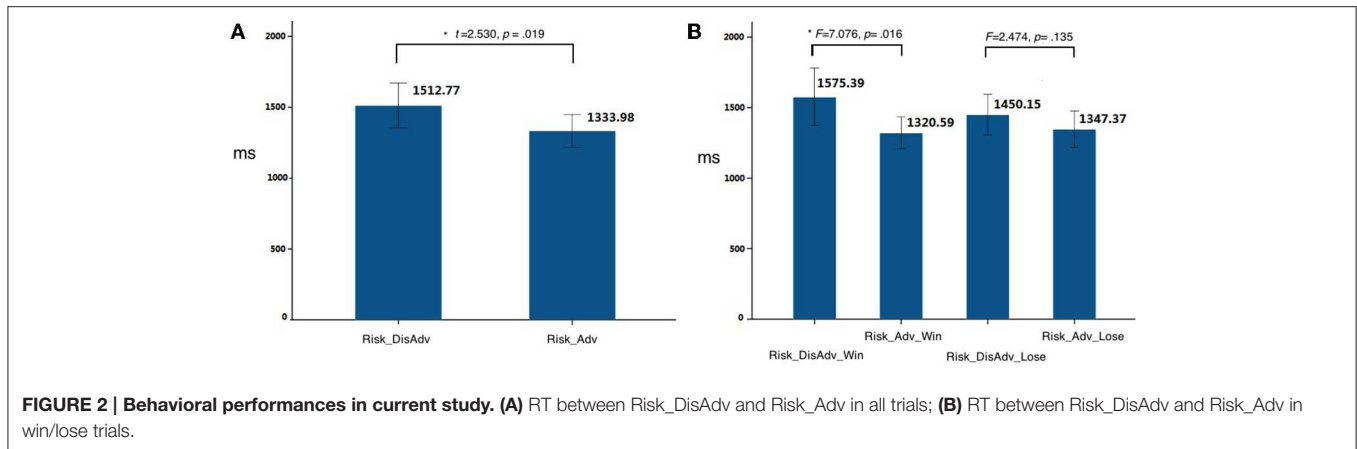 A
2000
* t=2.530, p = .019
1512.77
1500
1333.98
ms
1000
500
0
Risk_DisAdv
Risk_Adv
B
2000
* F=7.076, p= .016
F=2.474, p= .135
1575.39
1500
1450.15
1320.59
1347.37
ms
1000
500
0
Risk_Adv_Win
Risk_Adv_Lose
Risk_DisAdv_Win
Risk_DisAdv_Lose
FIGURE 2 | Behavioral performances in current study. (A) RT between Risk_DisAdv and Risk_Adv in all trials; (B) RT between Risk_DisAdv and Risk_Adv in
win/lose trials.